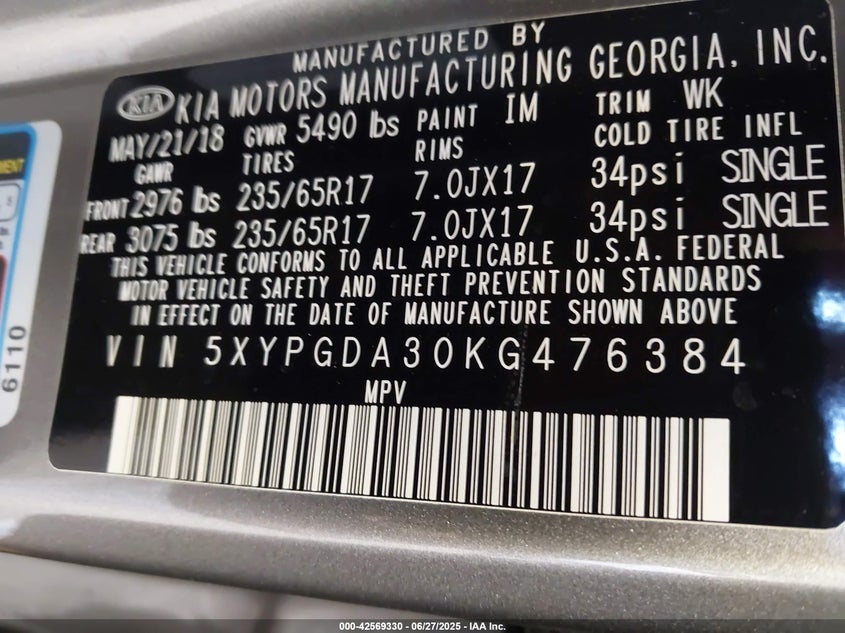 MANUFACTURED BY
KIA KIA MOTORS MANUFACTURING GEORGIA, INC.
MAY/21/18 GVWR 5490 lbs PAINT IM TRIM WK
GAWR TIRES RIMS COLD TIRE INFL
FRONT 2976 lbs 235/65R17 7.0JX17 34psi SINGLE
REAR 3075 lbs 235/65R17 7.0JX17 34psi SINGLE
THIS VEHICLE CONFORMS TO ALL APPLICABLE U.S.A. FEDERAL
MOTOR VEHICLE SAFETY AND THEFT PREVENTION STANDARDS
IN EFFECT ON THE DATE OF MANUFACTURE SHOWN ABOVE
VIN 5XYPGDA30KG476384
MPV
6110
000-42569330 - 06/27/2025 - IAA Inc.